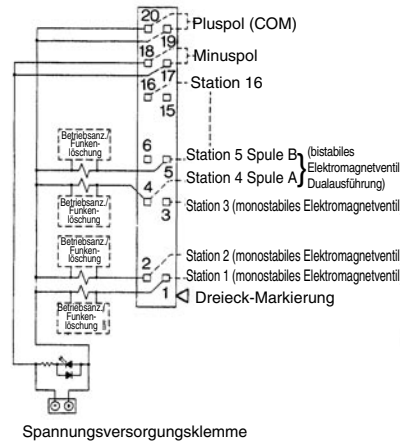 20
Pluspol (COM)
19
18
Minuspol
17
16
Station 16
15
Betriebsanz./
Funken-
löschung
6
Station 5 Spule B
5
(bistabiles
Elektromagnetventil
Dualausführung)
4
Station 4 Spule A
Betriebsanz./
Funken-
löschung
3
Station 3 (monostabiles Elektromagnetventil
Betriebsanz./
Funken-
löschung
2
Station 2 (monostabiles Elektromagnetventil
Station 1 (monostabiles Elektromagnetventil
1
Dreieck-Markierung
Betriebsanz./
Funken-
löschung
Spannungsversorgungsklemme